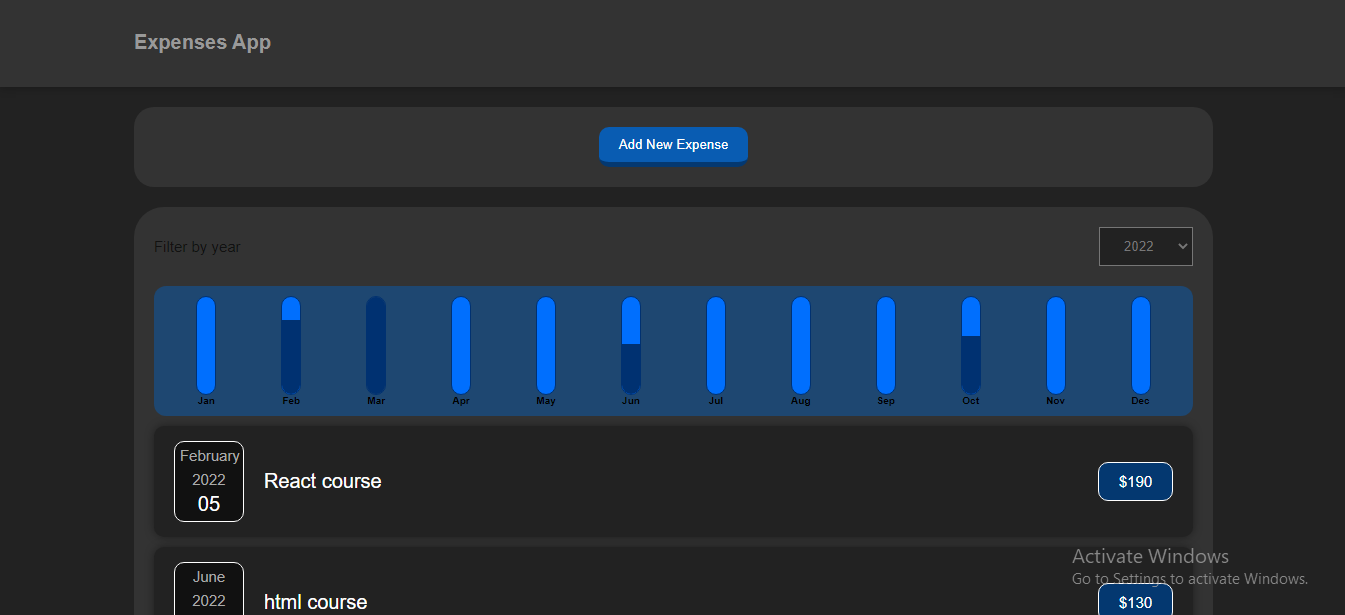 Expenses App
Add New Expense
Filter by year
2022
Jan Feb Mar Apr May Jun Jul Aug Sep Oct Nov Dec
February
2022
05
React course
$190
June
2022
html course
$130
Activate Windows
Go to Settings to activate Windows.